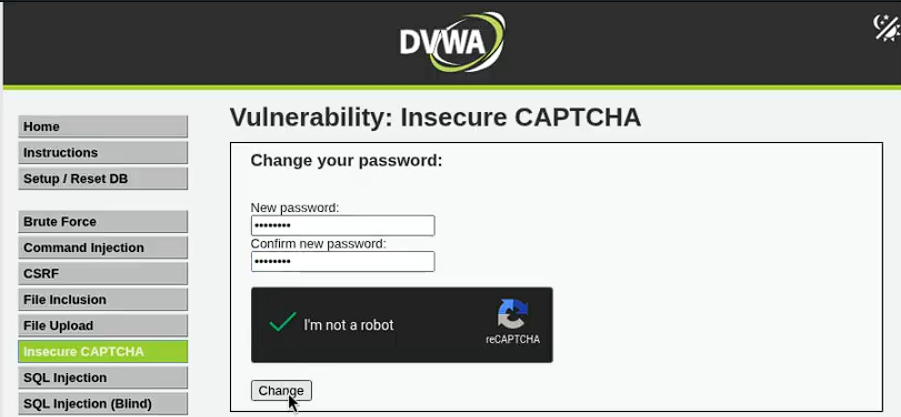 DVWA
Vulnerability: Insecure CAPTCHA
Home
Instructions
Setup / Reset DB
Brute Force
Command Injection
CSRF
File Inclusion
File Upload
Insecure CAPTCHA
SQL Injection
SQL Injection (Blind)
Change your password:
New password:
••••••••
Confirm new password:
••••••••
I'm not a robot
reCAPTCHA
Change